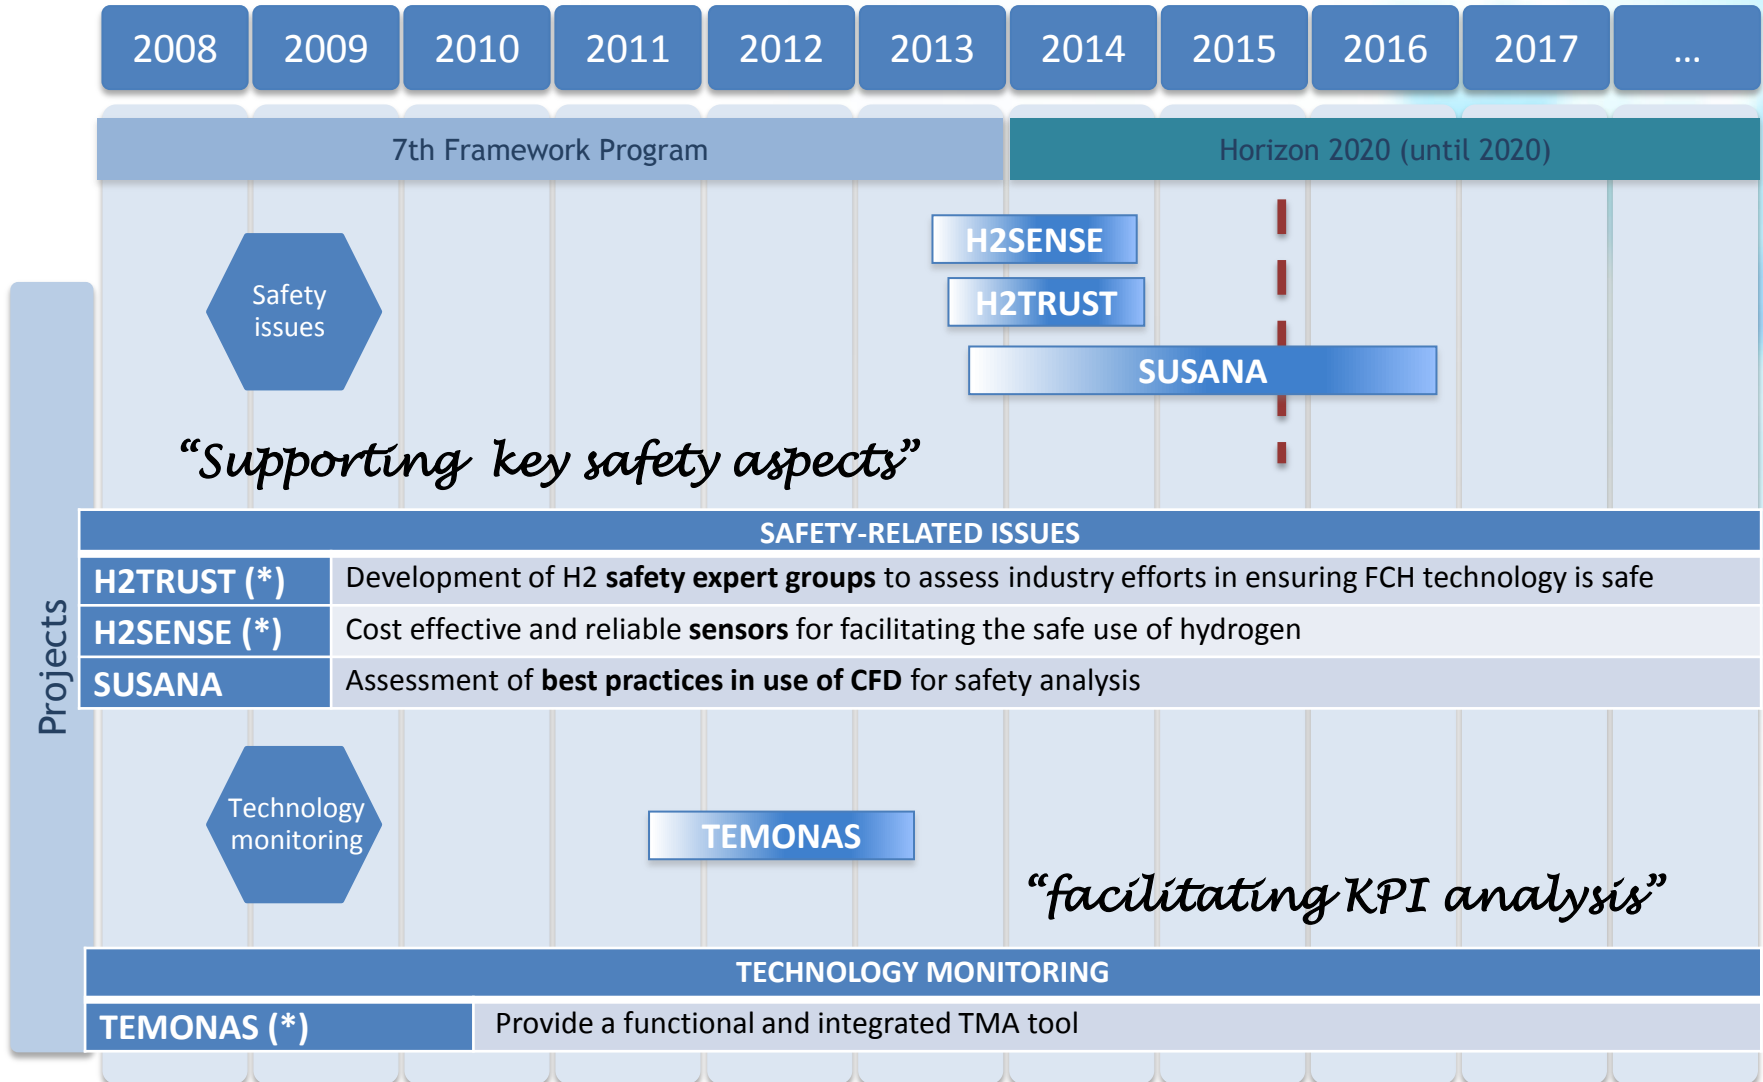 2008 2009 2010 2011 2012 2013 2014 2015 2016 2017 ...
7th Framework Program
Horizon 2020 (until 2020)
H2SENSE
Safety
issues
H2TRUST
SUSANA
“Supporting key safety aspects”
Projects
SAFETY-RELATED ISSUES
H2TRUST (*) Development of H2 safety expert groups to assess industry efforts in ensuring FCH technology is safe
H2SENSE (*) Cost effective and reliable sensors for facilitating the safe use of hydrogen
SUSANA Assessment of best practices in use of CFD for safety analysis
Technology
monitoring
TEMONAS
“facilitating KPI analysis”
TECHNOLOGY MONITORING
TEMONAS (*) Provide a functional and integrated TMA tool